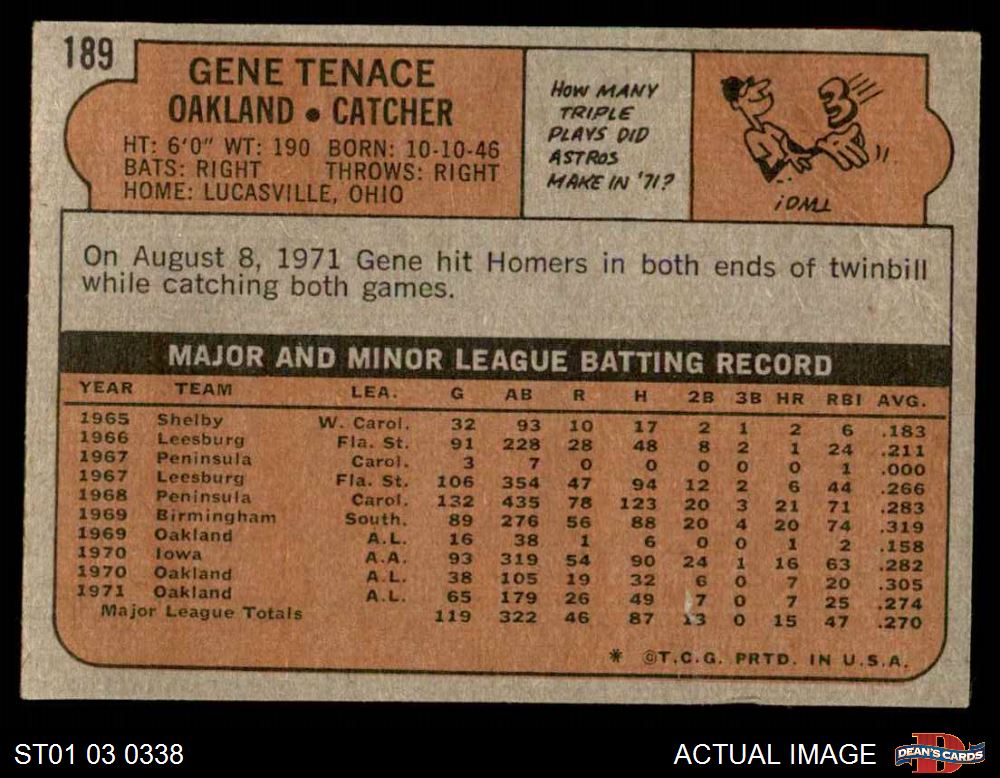 189
GENE TENACE
OAKLAND • CATCHER
HT: 6'0" WT: 190 BORN: 10-10-46
BATS: RIGHT THROWS: RIGHT
HOME: LUCASVILLE, OHIO
HOW MANY
TRIPLE
PLAYS DID
ASTROS
MAKE IN '71?
3
¡OML
On August 8, 1971 Gene hit Homers in both ends of twinbill
while catching both games.
MAJOR AND MINOR LEAGUE BATTING RECORD
YEAR TEAM LEA. G AB R H 2B 3B HR RBI AVG.
1965 Shelby W. Carol. 32 93 10 17 2 1 2 6 .183
1966 Leesburg Fla. St. 91 228 28 48 8 2 1 24 .211
1967 Peninsula Carol. 3 7 0 0 0 0 0 1 .000
1967 Leesburg Fla. St. 106 354 47 94 12 2 6 44 .266
1968 Peninsula Carol. 132 435 78 123 20 3 21 71 .283
1969 Birmingham South. 89 276 56 88 20 4 20 74 .319
1969 Oakland A.L. 16 38 1 6 0 0 1 2 .158
1970 Iowa A.A. 93 319 54 90 24 1 16 63 .282
1970 Oakland A.L. 38 105 19 32 6 0 7 20 .305
1971 Oakland A.L. 65 179 26 49 7 0 7 25 .274
Major League Totals 119 322 46 87 13 0 15 47 .270
* ©T.C.G. PRTD. IN U.S.A.
ST01 03 0338
ACTUAL IMAGE
D
DEAN'S CARDS